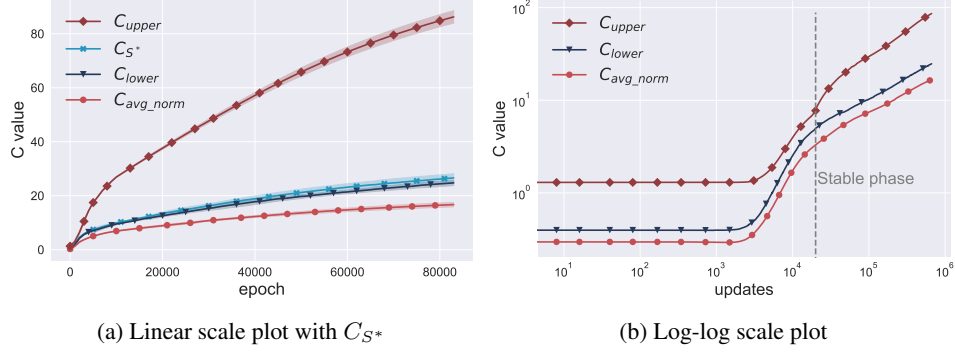 C_upper
C_S*
C_lower
C_avg_norm
80
60
40
20
0
C value
0 20000 40000 60000 80000
epoch
(a) Linear scale plot with C_S*
C_upper
C_lower
C_avg_norm
10^2
10^1
10^0
C value
Stable phase
10^1 10^2 10^3 10^4 10^5 10^6
updates
(b) Log-log scale plot